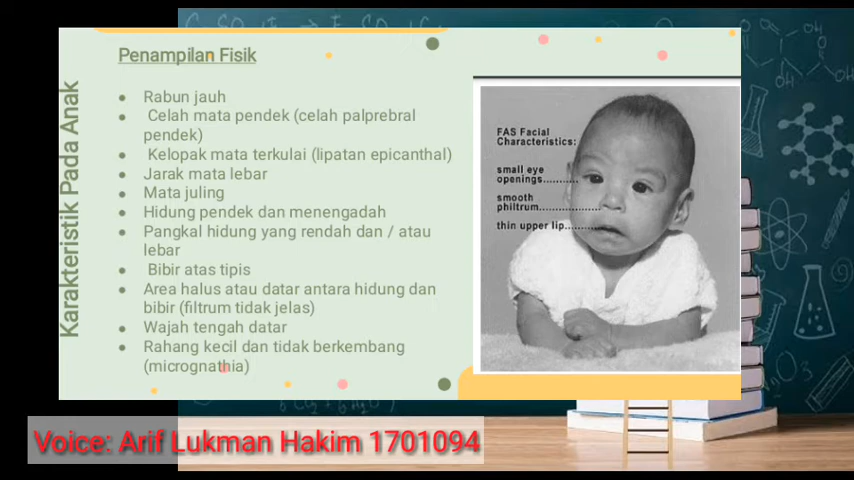 Penampilan Fisik
Karakteristik Pada Anak
Rabun jauh
Celah mata pendek (celah palprebral
pendek)
Kelopak mata terkulai (lipatan epicanthal)
Jarak mata lebar
Mata juling
Hidung pendek dan menengadah
Pangkal hidung yang rendah dan / atau
lebar
Bibir atas tipis
Area halus atau datar antara hidung dan
bibir (filtrum tidak jelas)
Wajah tengah datar
Rahang kecil dan tidak berkembang
(micrognathia)
FAS Facial
Characteristics:
small eye
openings............
smooth
philtrum....................
thin upper lip............
Voice: Arif Lukman Hakim 1701094